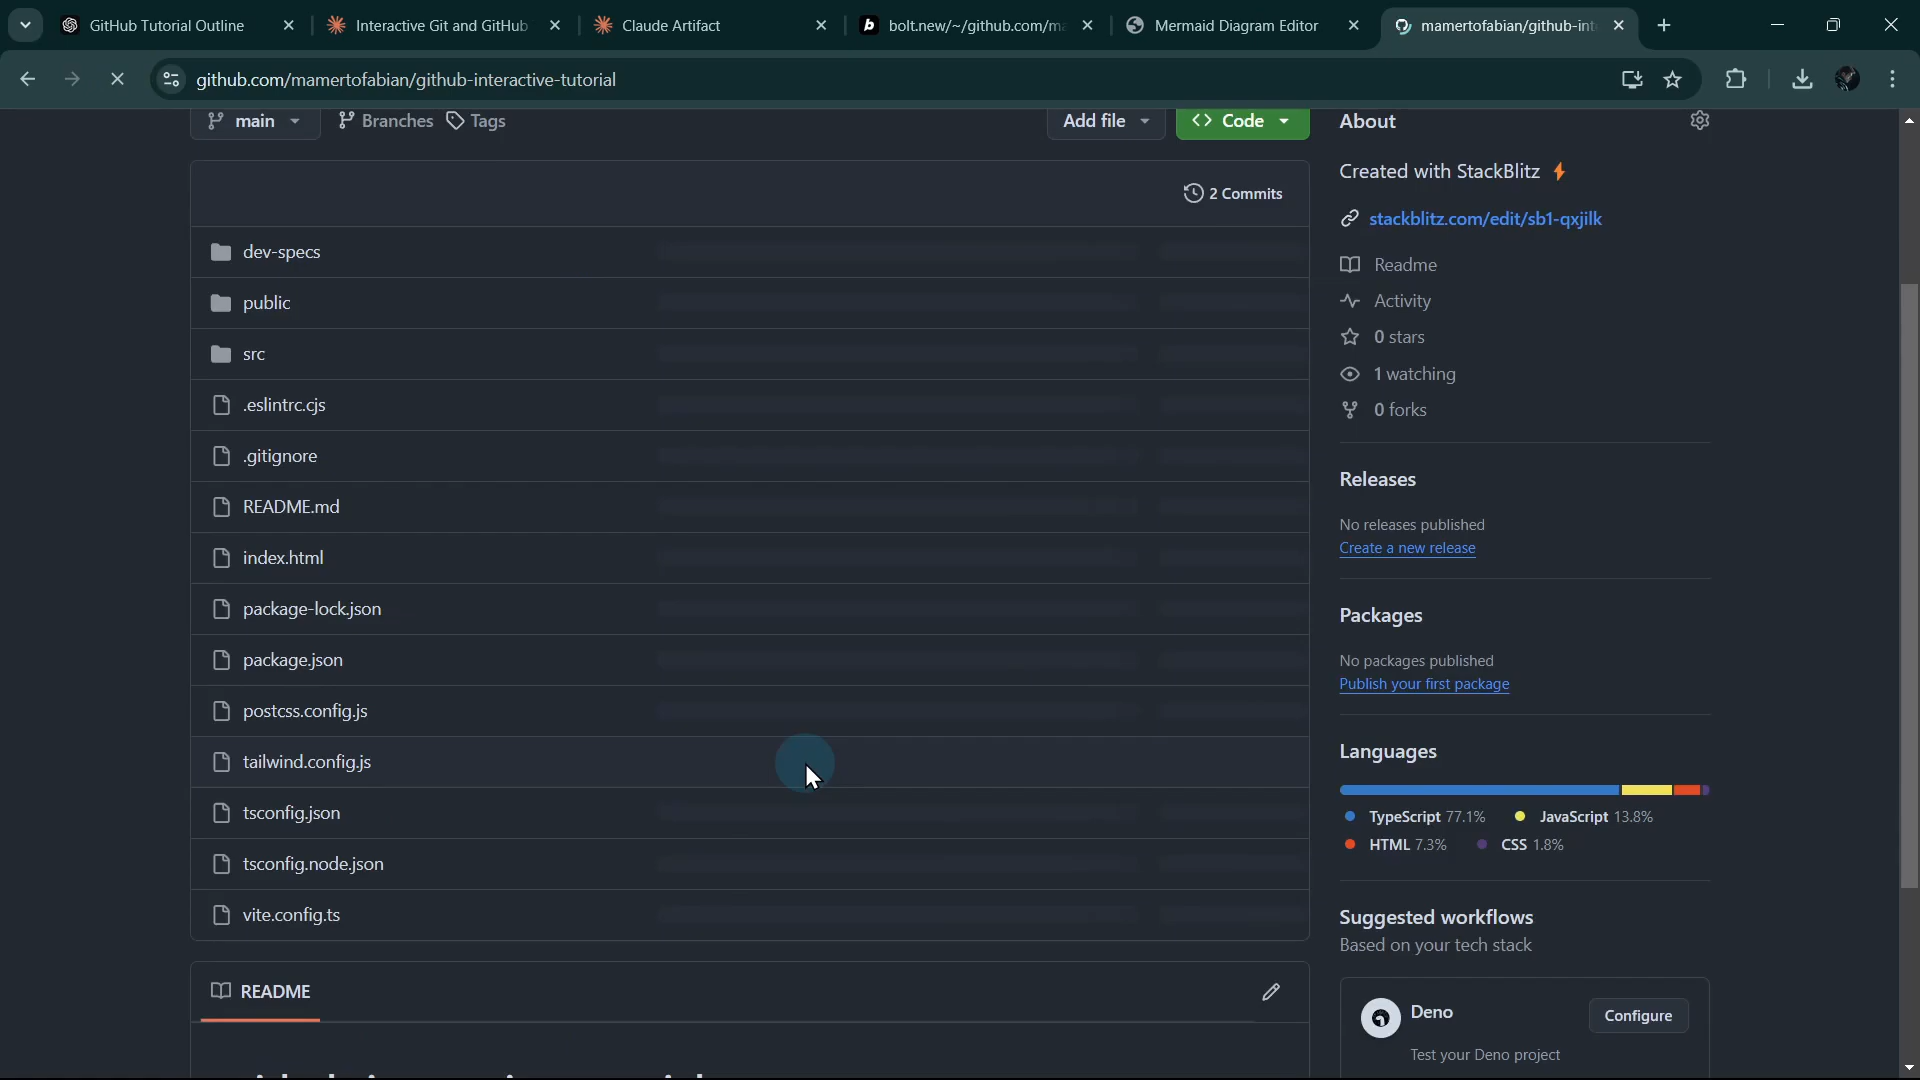 GitHub Tutorial Outline
Interactive Git and GitHub
Claude Artifact
bolt.new/~/github.com/ma
Mermaid Diagram Editor
mamertofabian/github-int
github.com/mamertofabian/github-interactive-tutorial
main
Branches
Tags
Add file
Code
About
2 Commits
Created with StackBlitz
stackblitz.com/edit/sb1-qxjilk
dev-specs
public
src
.eslintrc.cjs
.gitignore
README.md
index.html
package-lock.json
package.json
postcss.config.js
tailwind.config.js
tsconfig.json
tsconfig.node.json
vite.config.ts
README
Readme
Activity
0 stars
1 watching
0 forks
Releases
No releases published
Create a new release
Packages
No packages published
Publish your first package
Languages
TypeScript 77.1%
JavaScript 13.8%
HTML 7.3%
CSS 1.8%
Suggested workflows
Based on your tech stack
Deno
Configure
Test your Deno project